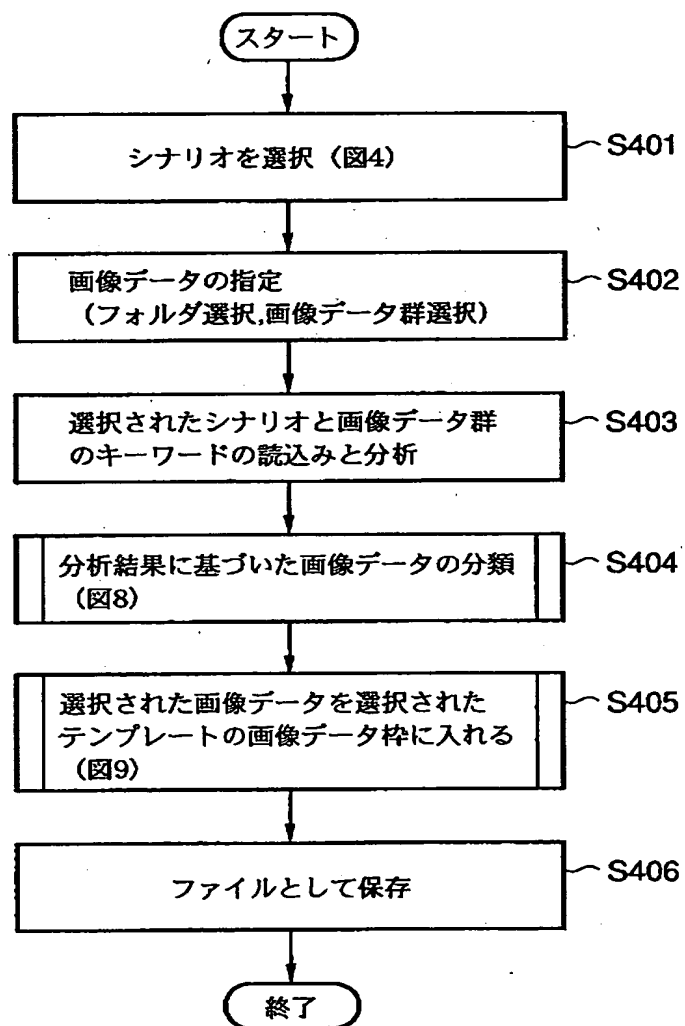 スタート
シナリオを選択（図4）
S401
画像データの指定
（フォルダ選択,画像データ群選択）
S402
選択されたシナリオと画像データ群
のキーワードの読込みと分析
S403
分析結果に基づいた画像データの分類
（図8）
S404
選択された画像データを選択された
テンプレートの画像データ枠に入れる
（図9）
S405
ファイルとして保存
S406
終了